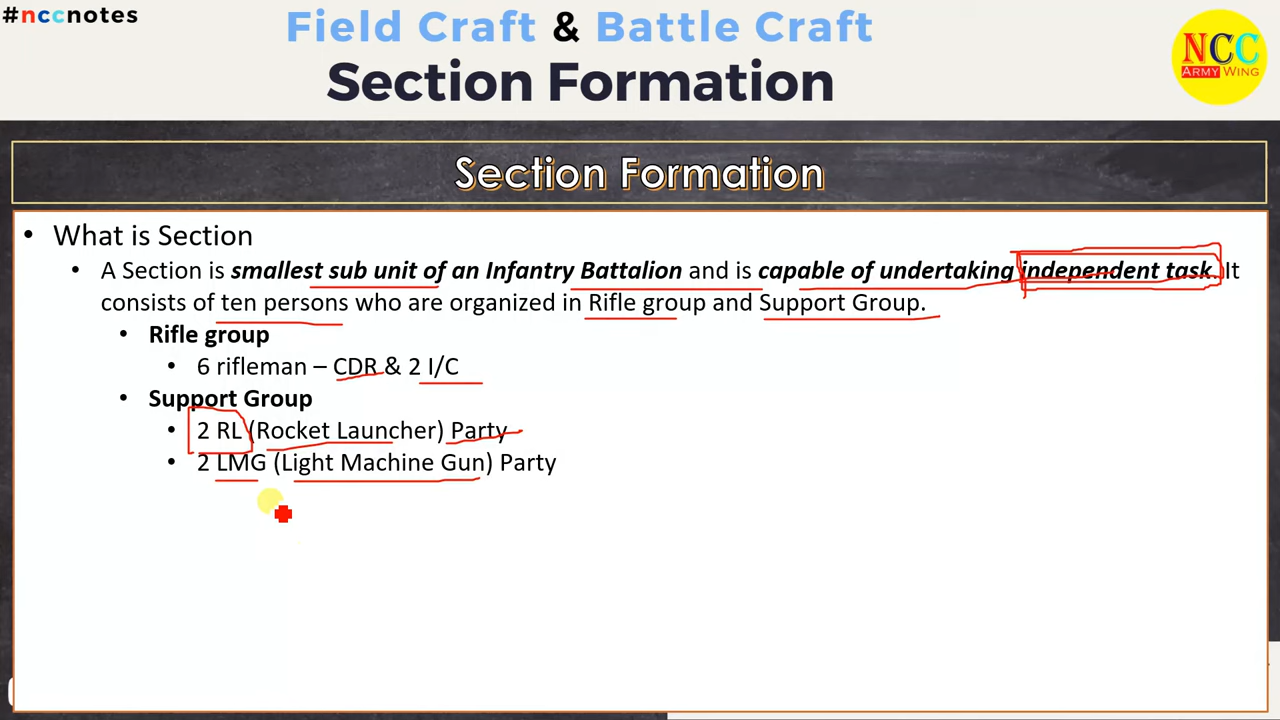 #nccnotes
Field Craft & Battle Craft
Section Formation
NCC
ARMY WING
Section Formation
• What is Section
• A Section is smallest sub unit of an Infantry Battalion and is capable of undertaking independent task. It
consists of ten persons who are organized in Rifle group and Support Group.
• Rifle group
• 6 rifleman – CDR & 2 I/C
• Support Group
• 2 RL (Rocket Launcher) Party
• 2 LMG (Light Machine Gun) Party